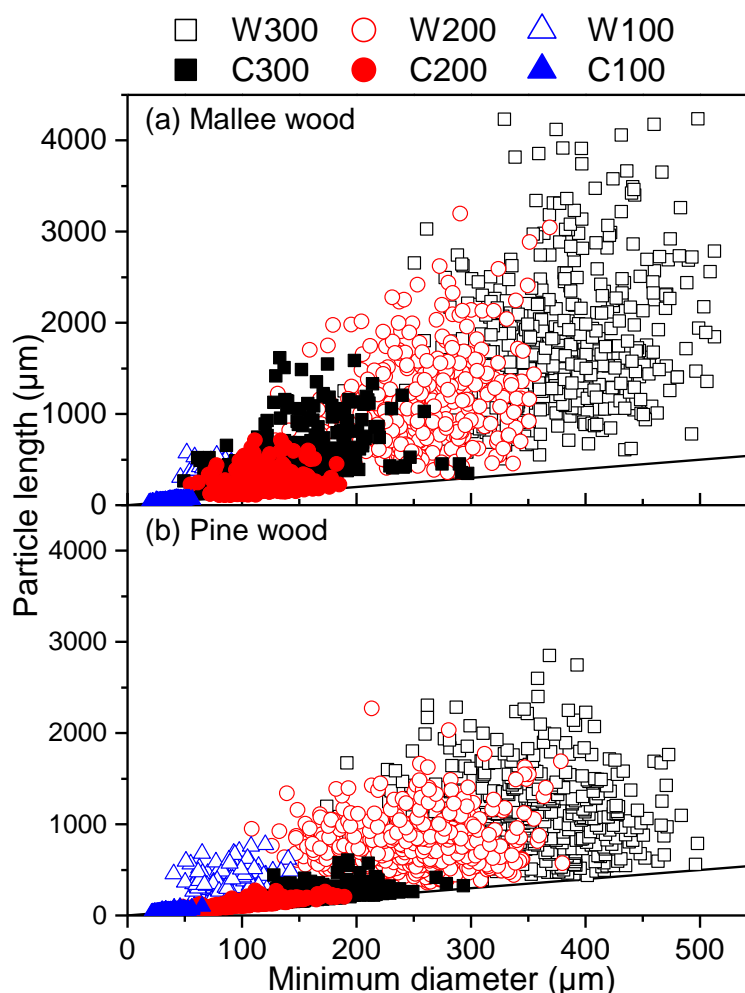 W300 W200 W100
C300 C200 C100
(a) Mallee wood
4000
3000
2000
1000
0
(b) Pine wood
4000
3000
2000
1000
0
Particle length (μm)
0 100 200 300 400 500
Minimum diameter (μm)